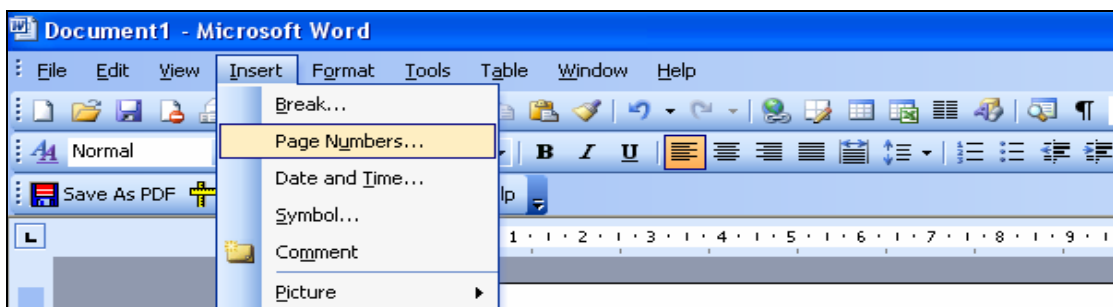 Document1 - Microsoft Word
File Edit View Insert Format Tools Table Window Help
Break...
Page Numbers...
Normal B I U
Date and Time...
Save As PDF
Symbol...
L 1 2 3 4 5 6 7 8 9
Comment
Picture